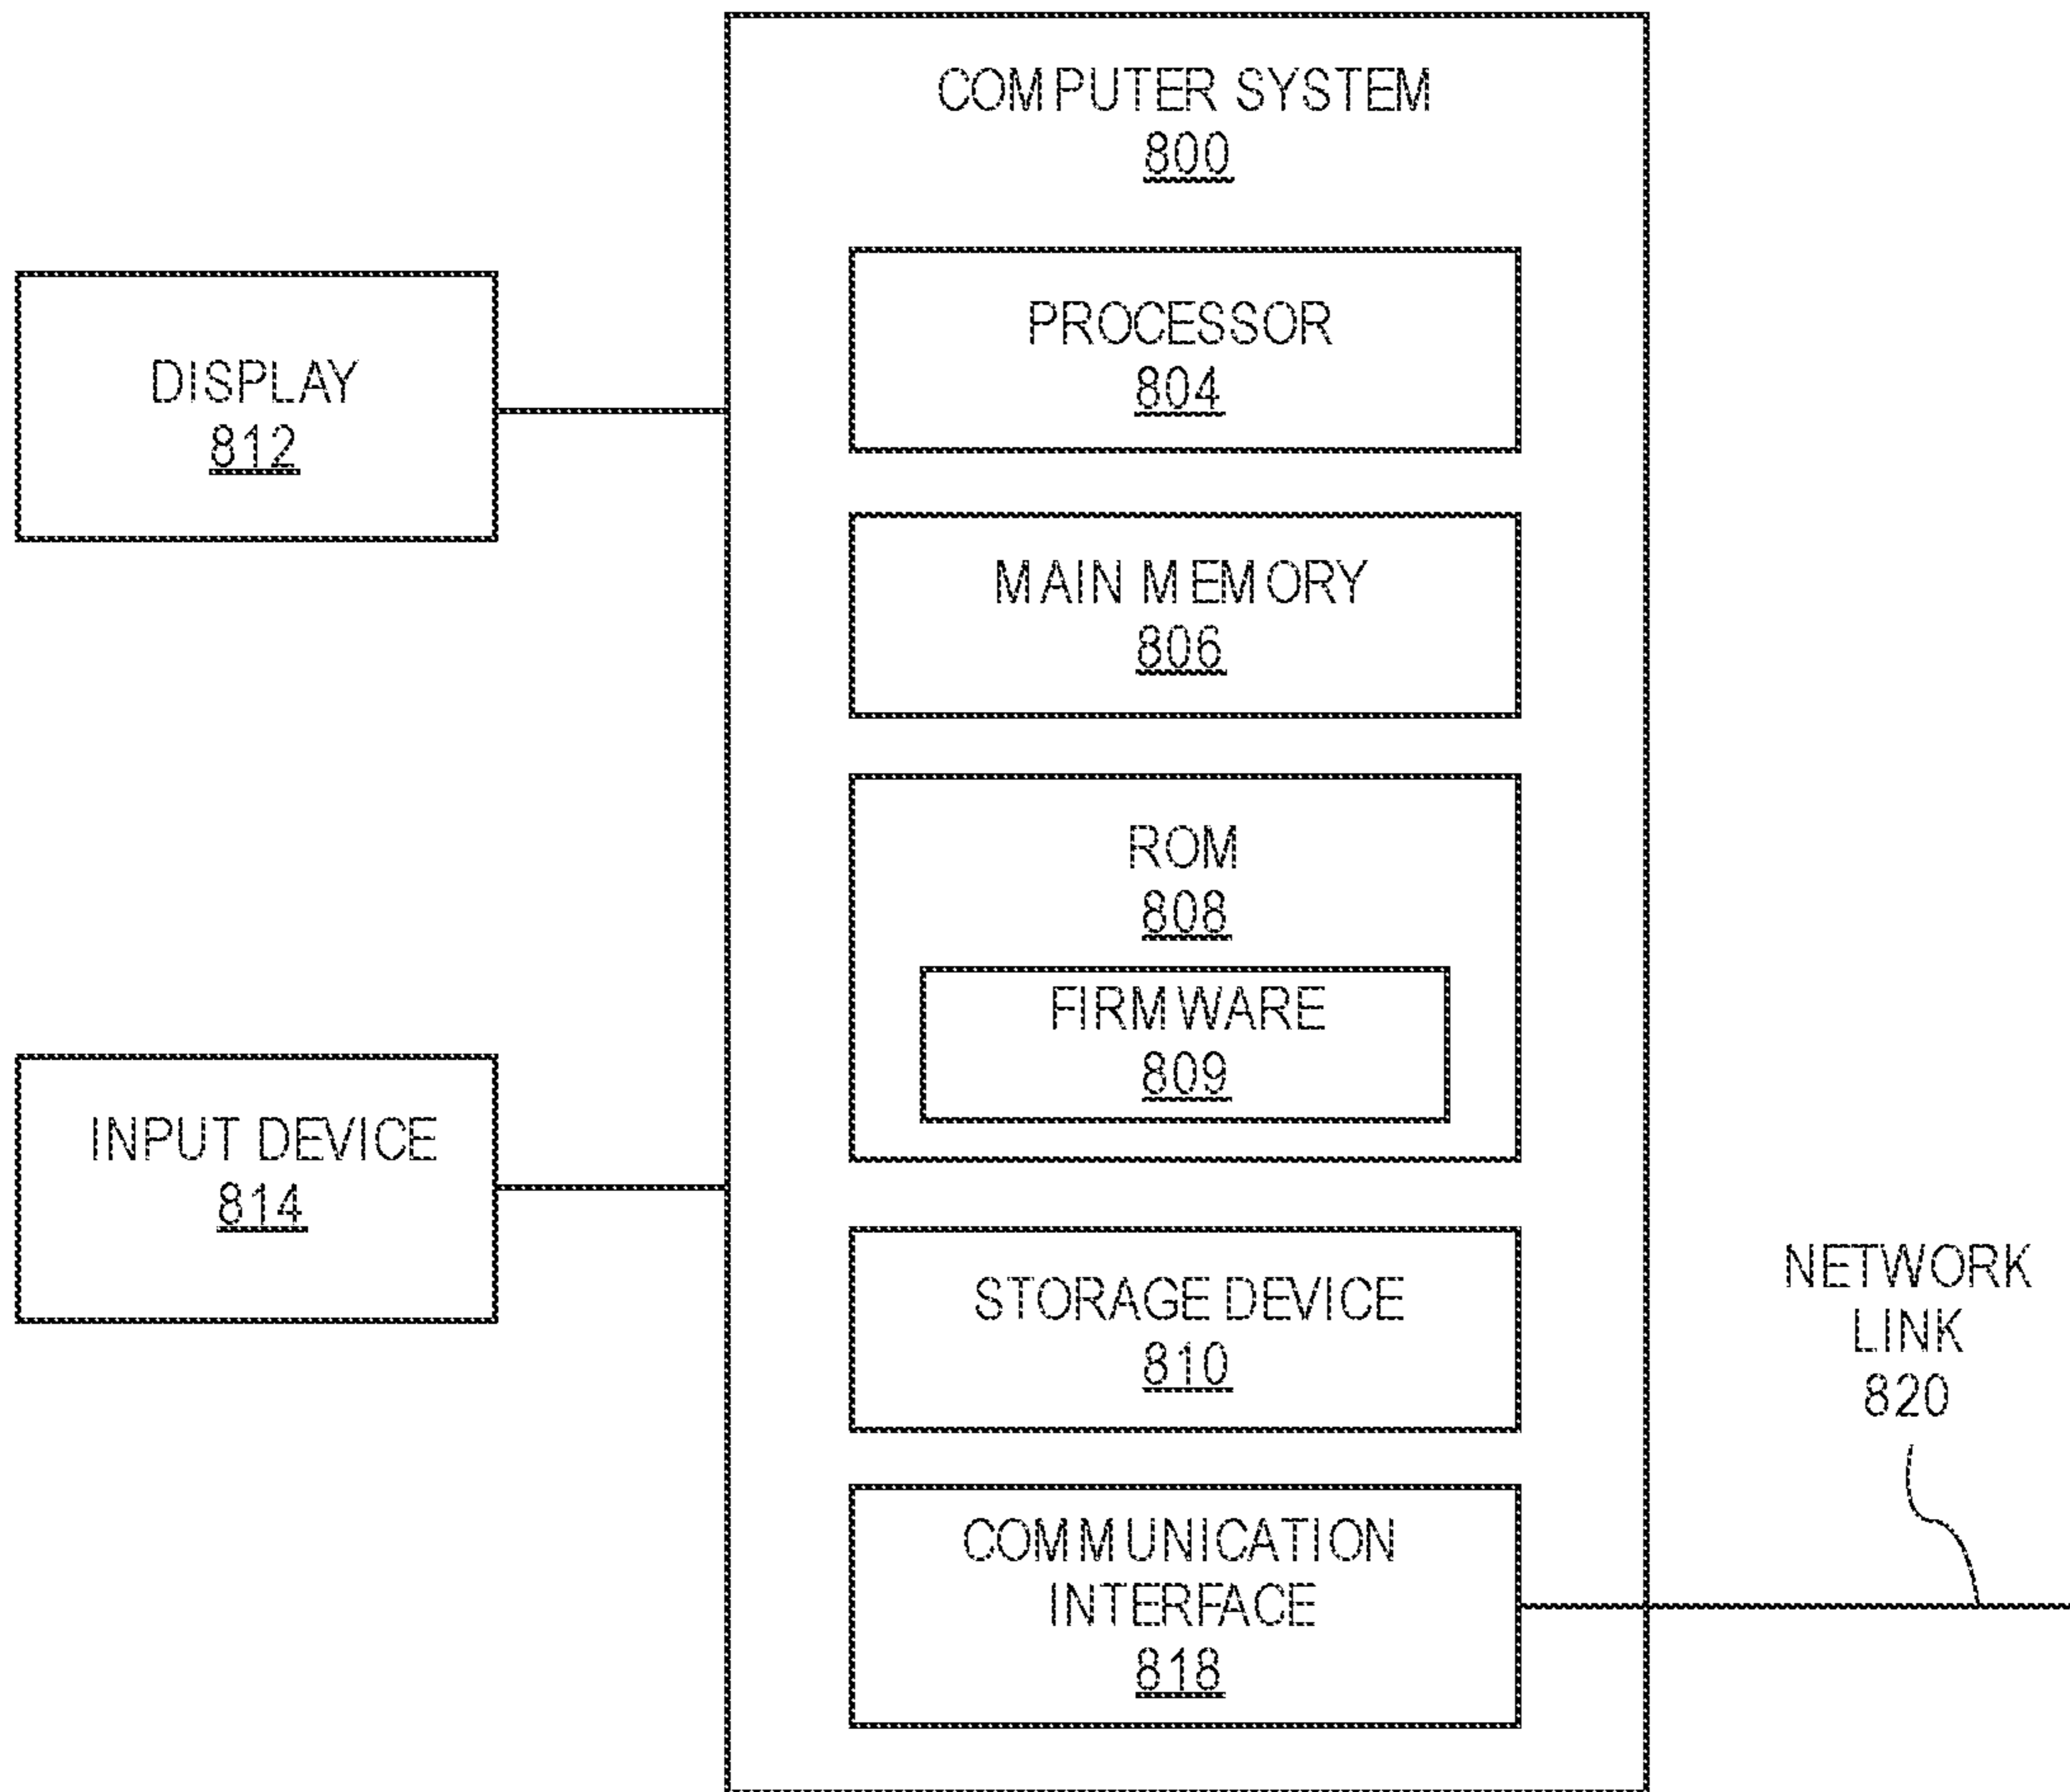 COMPUTER SYSTEM
800
PROCESSOR
804
DISPLAY
812
MAIN MEMORY
806
ROM
808
FIRMWARE
809
INPUT DEVICE
814
STORAGE DEVICE
810
NETWORK
LINK
820
COMMUNICATION
INTERFACE
818